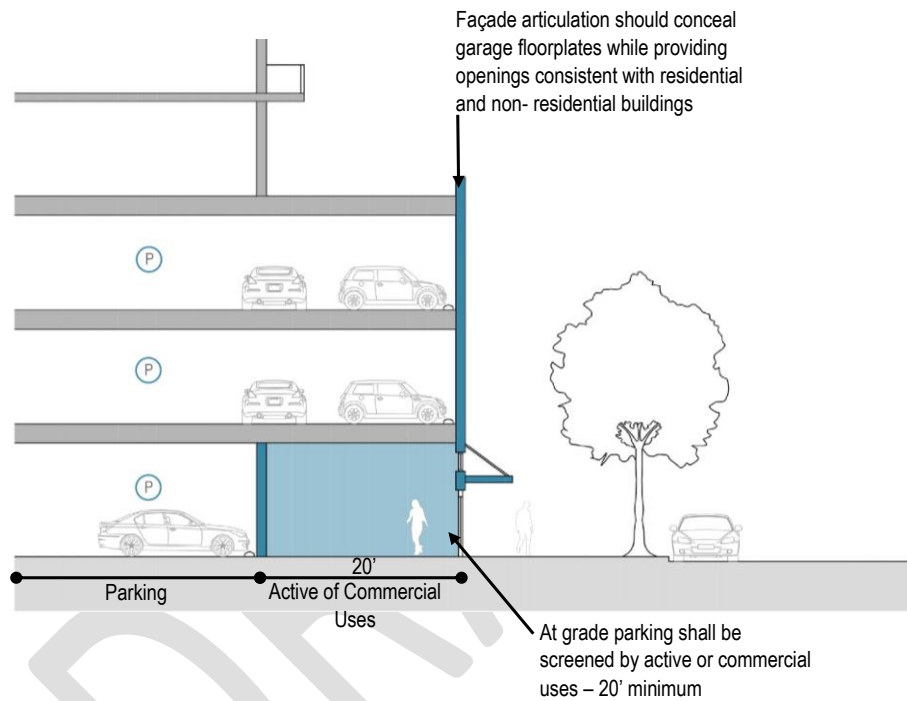 Façade articulation should conceal
garage floorplates while providing
openings consistent with residential
and non- residential buildings
P
P
P
20’
Parking
Active of Commercial
Uses
At grade parking shall be
screened by active or commercial
uses – 20’ minimum